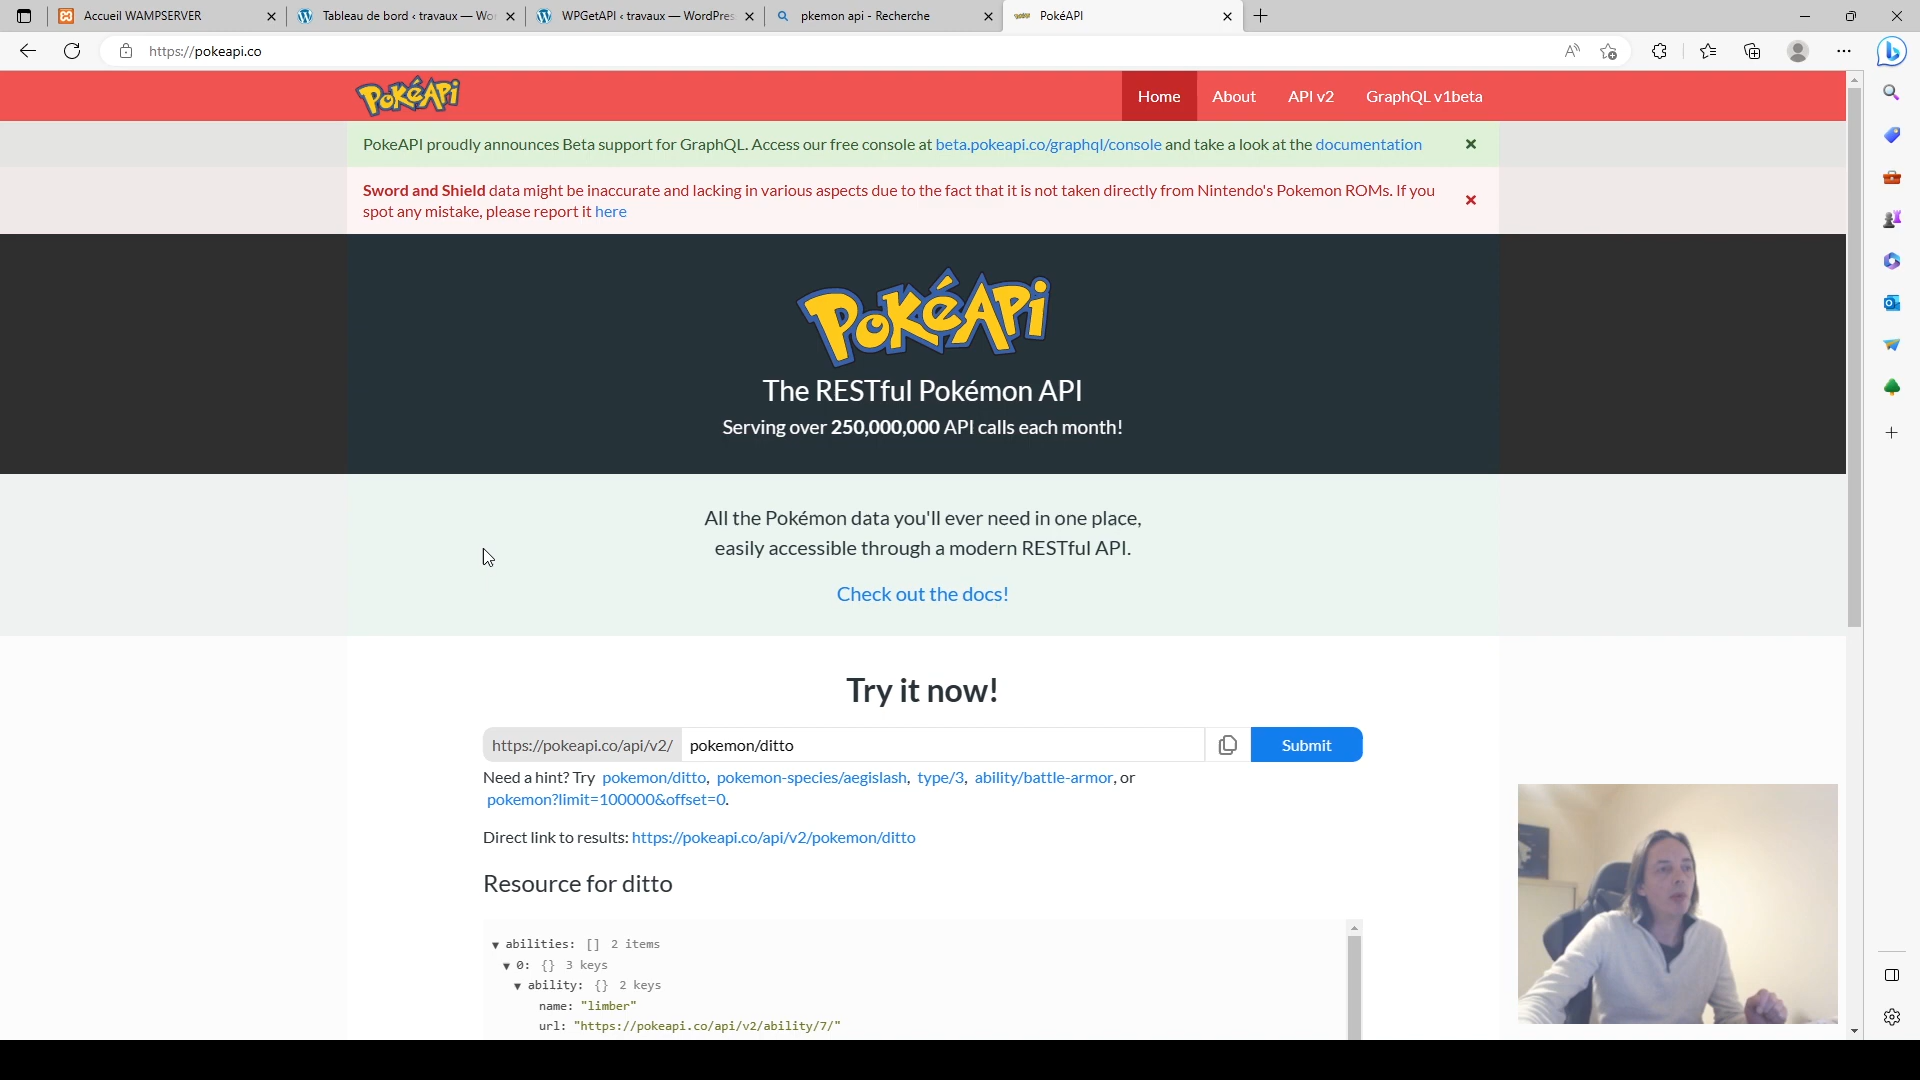 Accueil WAMPSERVER
Tableau de bord ‹ travaux — Wor
WPGetAPI ‹ travaux — WordPres
pkemon api - Recherche
PokéAPI
https://pokeapi.co
PokéAPi
Home
About
API v2
GraphQL v1beta
PokeAPI proudly announces Beta support for GraphQL. Access our free console at beta.pokeapi.co/graphql/console and take a look at the documentation
Sword and Shield data might be inaccurate and lacking in various aspects due to the fact that it is not taken directly from Nintendo's Pokemon ROMs. If you
spot any mistake, please report it here
PokéAPi
The RESTful Pokémon API
Serving over 250,000,000 API calls each month!
All the Pokémon data you'll ever need in one place,
easily accessible through a modern RESTful API.
Check out the docs!
Try it now!
https://pokeapi.co/api/v2/
pokemon/ditto
Submit
Need a hint? Try pokemon/ditto, pokemon-species/aegislash, type/3, ability/battle-armor, or
pokemon?limit=100000&offset=0.
Direct link to results: https://pokeapi.co/api/v2/pokemon/ditto
Resource for ditto
▼ abilities: [] 2 items
▼ 0: {} 3 keys
▼ ability: {} 2 keys
name: "limber"
url: "https://pokeapi.co/api/v2/ability/7/"